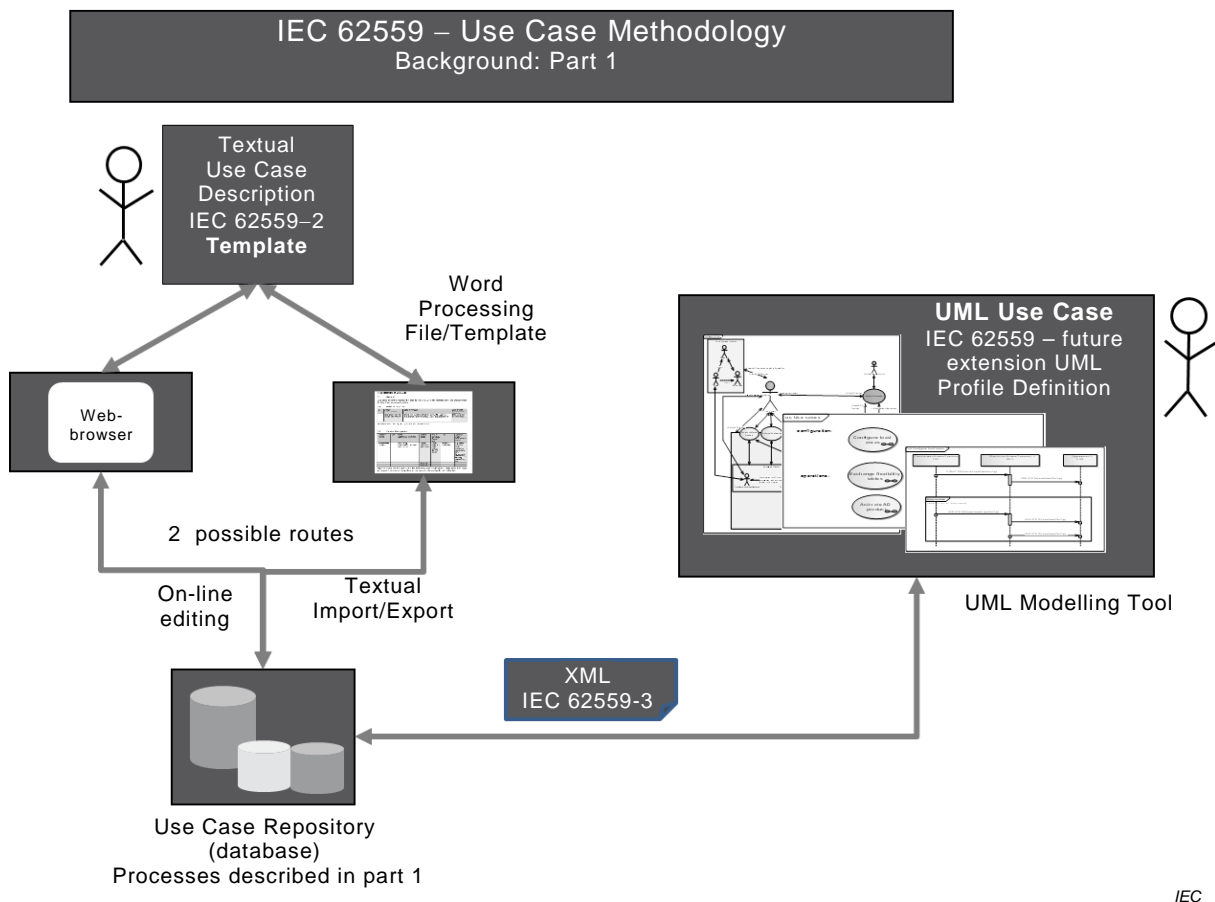 IEC 62559 – Use Case Methodology
Background: Part 1
Textual
Use Case
Description
IEC 62559–2
Template
Word
Processing
File/Template
UML Use Case
IEC 62559 – future
extension UML
Profile Definition
Web-
browser
2 possible routes
On-line
editing
Textual
Import/Export
UML Modelling Tool
XML
IEC 62559-3
Use Case Repository
(database)
Processes described in part 1
IEC